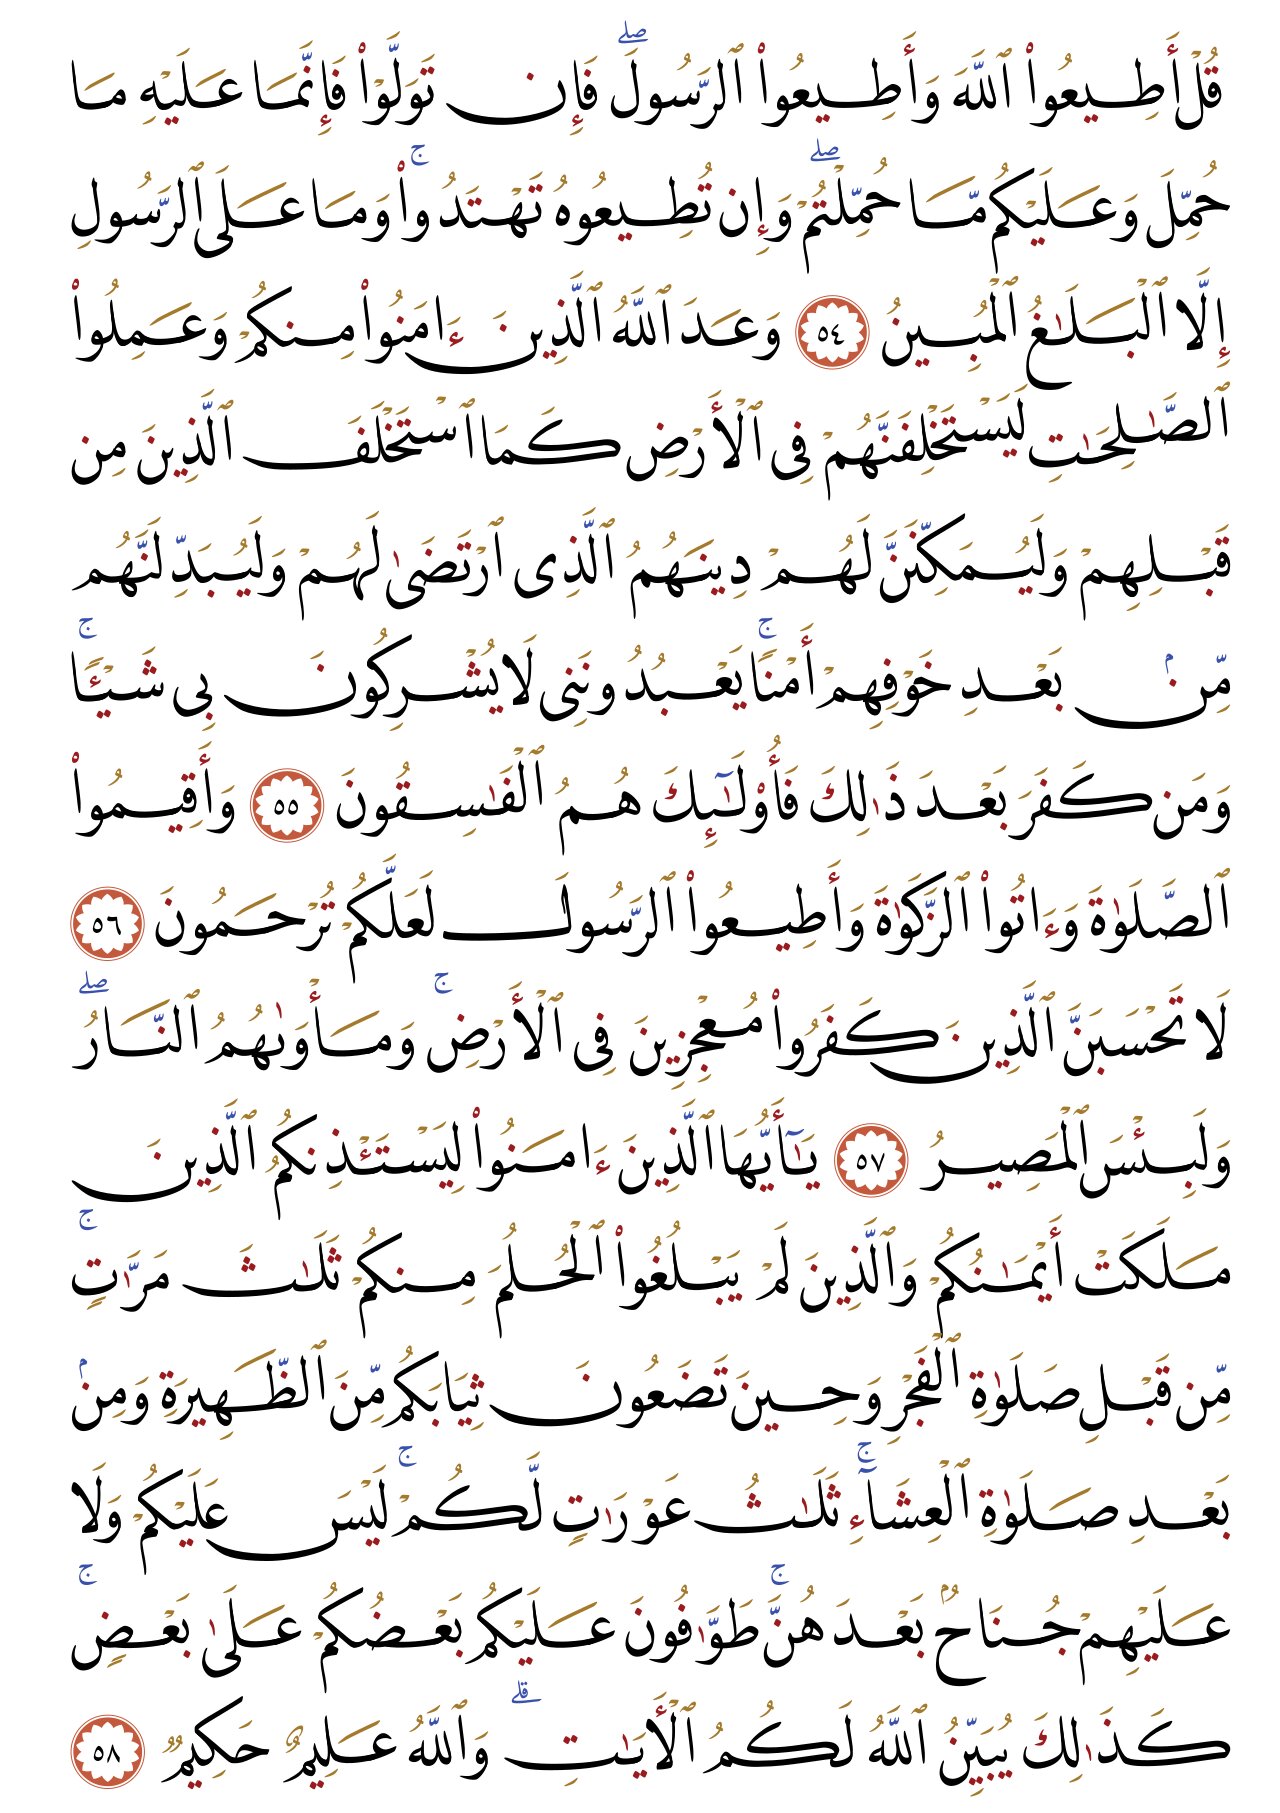 قُلْ أَطِيعُوا۟ ٱللَّهَ وَأَطِيعُوا۟ ٱلرَّسُولَ ۖ فَإِن تَوَلَّوْا۟ فَإِنَّمَا عَلَيْهِ مَا
حُمِّلَ وَعَلَيْكُم مَّا حُمِّلْتُمْ ۖ وَإِن تُطِيعُوهُ تَهْتَدُوا۟ ۚ وَمَا عَلَى ٱلرَّسُولِ
إِلَّا ٱلْبَلَـٰغُ ٱلْمُبِينُ ٥٤ وَعَدَ ٱللَّهُ ٱلَّذِينَ ءَامَنُوا۟ مِنكُمْ وَعَمِلُوا۟
ٱلصَّـٰلِحَـٰتِ لَيَسْتَخْلِفَنَّهُمْ فِى ٱلْأَرْضِ كَمَا ٱسْتَخْلَفَ ٱلَّذِينَ مِن
قَبْلِهِمْ وَلَيُمَكِّنَنَّ لَهُمْ دِينَهُمُ ٱلَّذِى ٱرْتَضَىٰ لَهُمْ وَلَيُبَدِّلَنَّهُم
مِّنۢ بَعْدِ خَوْفِهِمْ أَمْنًا ۚ يَعْبُدُونَنِى لَا يُشْرِكُونَ بِى شَيْـًٔا ۚ
وَمَن كَفَرَ بَعْدَ ذَٰلِكَ فَأُو۟لَـٰٓئِكَ هُمُ ٱلْفَـٰسِقُونَ ٥٥ وَأَقِيمُوا۟
ٱلصَّلَوٰةَ وَءَاتُوا۟ ٱلزَّكَوٰةَ وَأَطِيعُوا۟ ٱلرَّسُولَ لَعَلَّكُمْ تُرْحَمُونَ ٥٦
لَا تَحْسَبَنَّ ٱلَّذِينَ كَفَرُوا۟ مُعْجِزِينَ فِى ٱلْأَرْضِ ۚ وَمَأْوَىٰهُمُ ٱلنَّارُ ۖ
وَلَبِئْسَ ٱلْمَصِيرُ ٥٧ يَـٰٓأَيُّهَا ٱلَّذِينَ ءَامَنُوا۟ لِيَسْتَـْٔذِنكُمُ ٱلَّذِينَ
مَلَكَتْ أَيْمَـٰنُكُمْ وَٱلَّذِينَ لَمْ يَبْلُغُوا۟ ٱلْحُلُمَ مِنكُمْ ثَلَـٰثَ مَرَّٰتٍ ۚ
مِّن قَبْلِ صَلَوٰةِ ٱلْفَجْرِ وَحِينَ تَضَعُونَ ثِيَابَكُم مِّنَ ٱلظَّهِيرَةِ وَمِنۢ
بَعْدِ صَلَوٰةِ ٱلْعِشَآءِ ۚ ثَلَـٰثُ عَوْرَٰتٍ لَّكُمْ ۚ لَيْسَ عَلَيْكُمْ وَلَا
عَلَيْهِمْ جُنَاحٌۢ بَعْدَهُنَّ ۚ طَوَّٰفُونَ عَلَيْكُم بَعْضُكُمْ عَلَىٰ بَعْضٍ ۚ
كَذَٰلِكَ يُبَيِّنُ ٱللَّهُ لَكُمُ ٱلْـَٔايَـٰتِ ۗ وَٱللَّهُ عَلِيمٌ حَكِيمٌ ٥٨